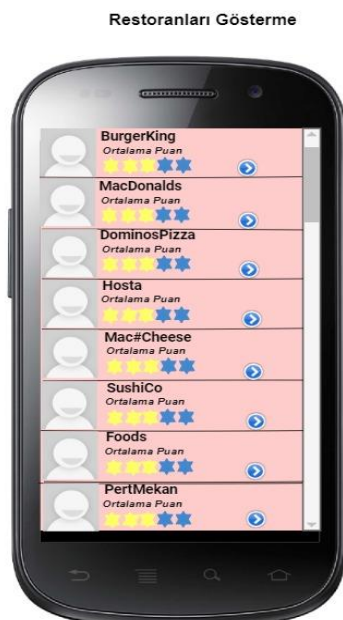 Restoranları Gösterme
BurgerKing
Ortalama Puan
MacDonalds
Ortalama Puan
DominosPizza
Ortalama Puan
Hosta
Ortalama Puan
Mac#Cheese
Ortalama Puan
SushiCo
Ortalama Puan
Foods
Ortalama Puan
PertMekan
Ortalama Puan